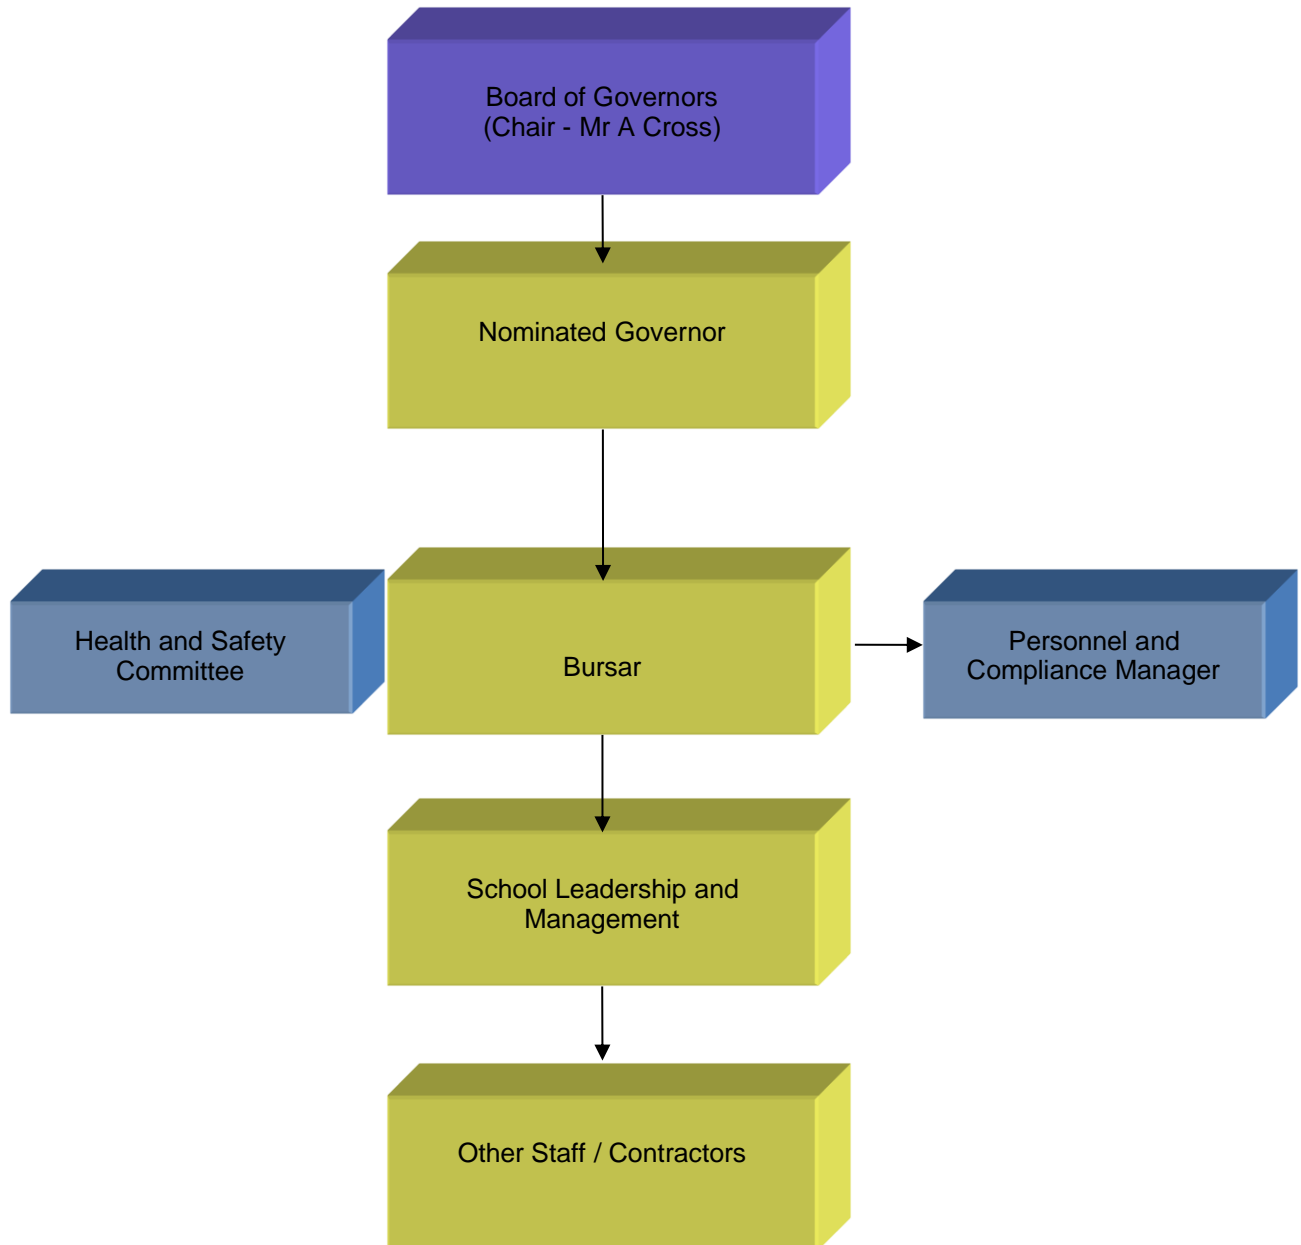 Board of Governors
(Chair - Mr A Cross)
Nominated Governor
Health and Safety
Committee
Bursar
Personnel and
Compliance Manager
School Leadership and
Management
Other Staff / Contractors